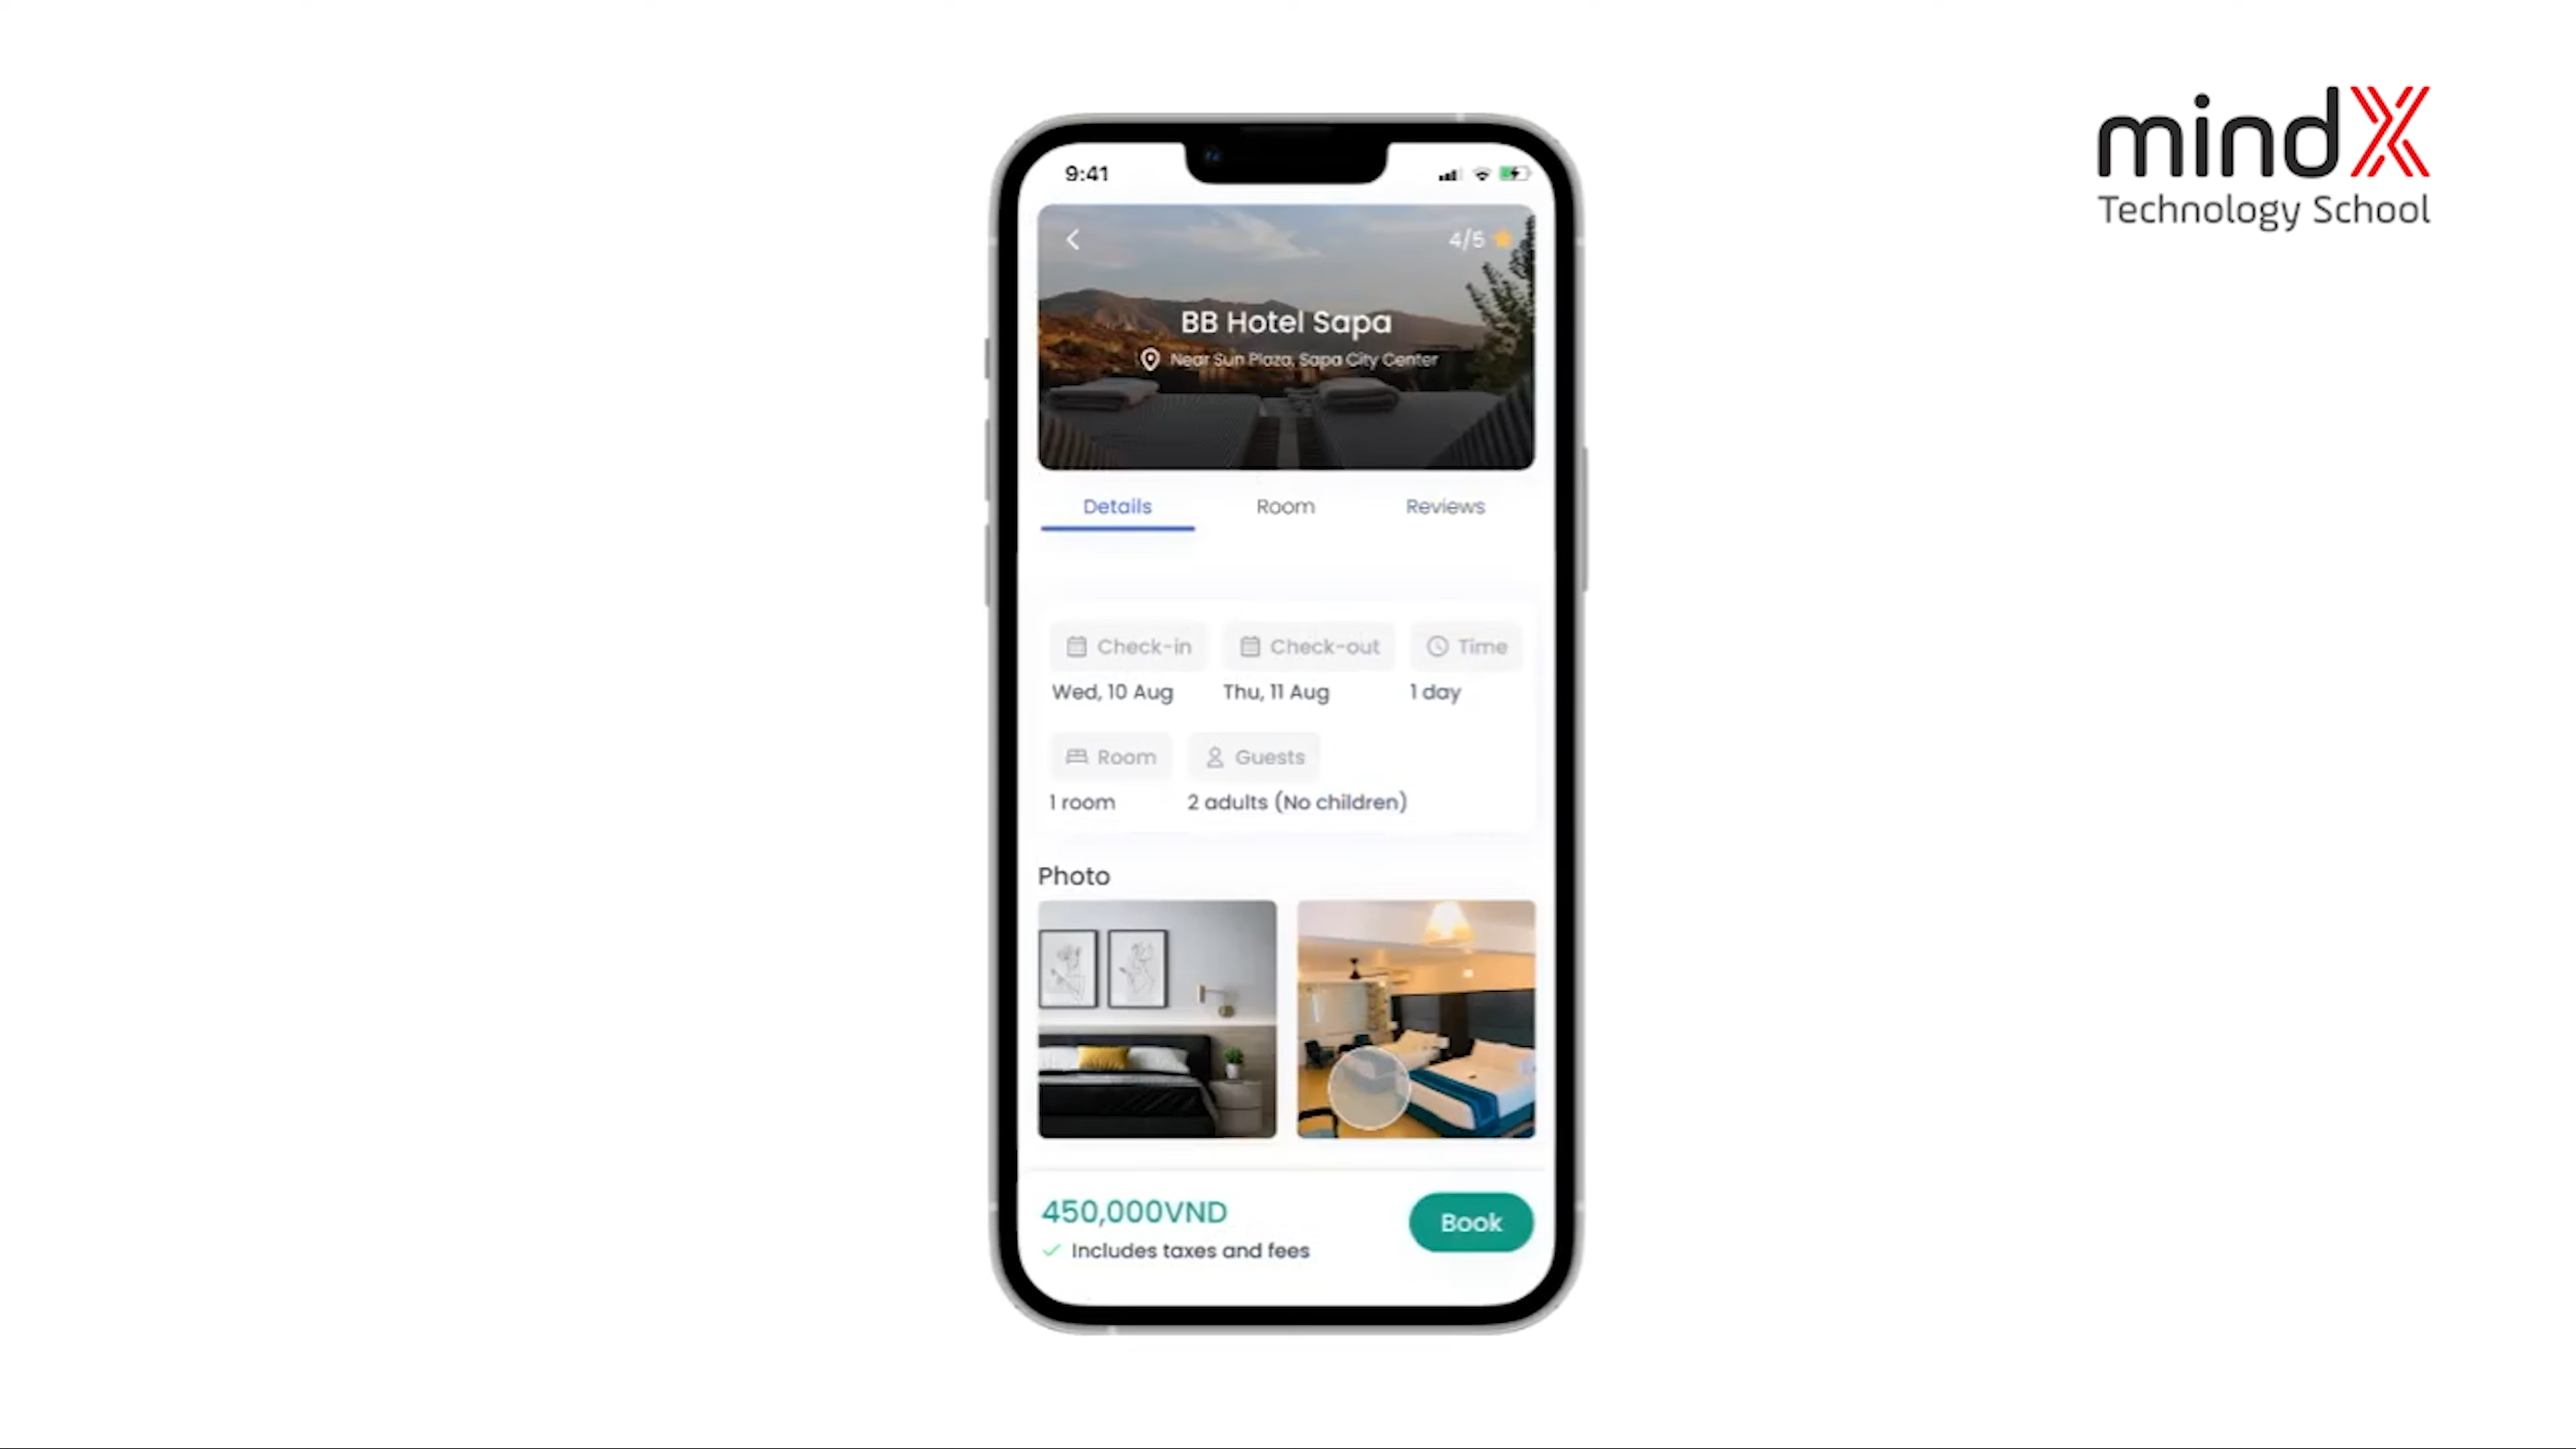 mindX
Technology School
9:41
4/5
BB Hotel Sapa
Near Sun Plaza, Sapa City Center
Details Room Reviews
Check-in Check-out Time
Wed, 10 Aug Thu, 11 Aug 1 day
Room Guests
1 room 2 adults (No children)
Photo
450,000VND
Includes taxes and fees
Book